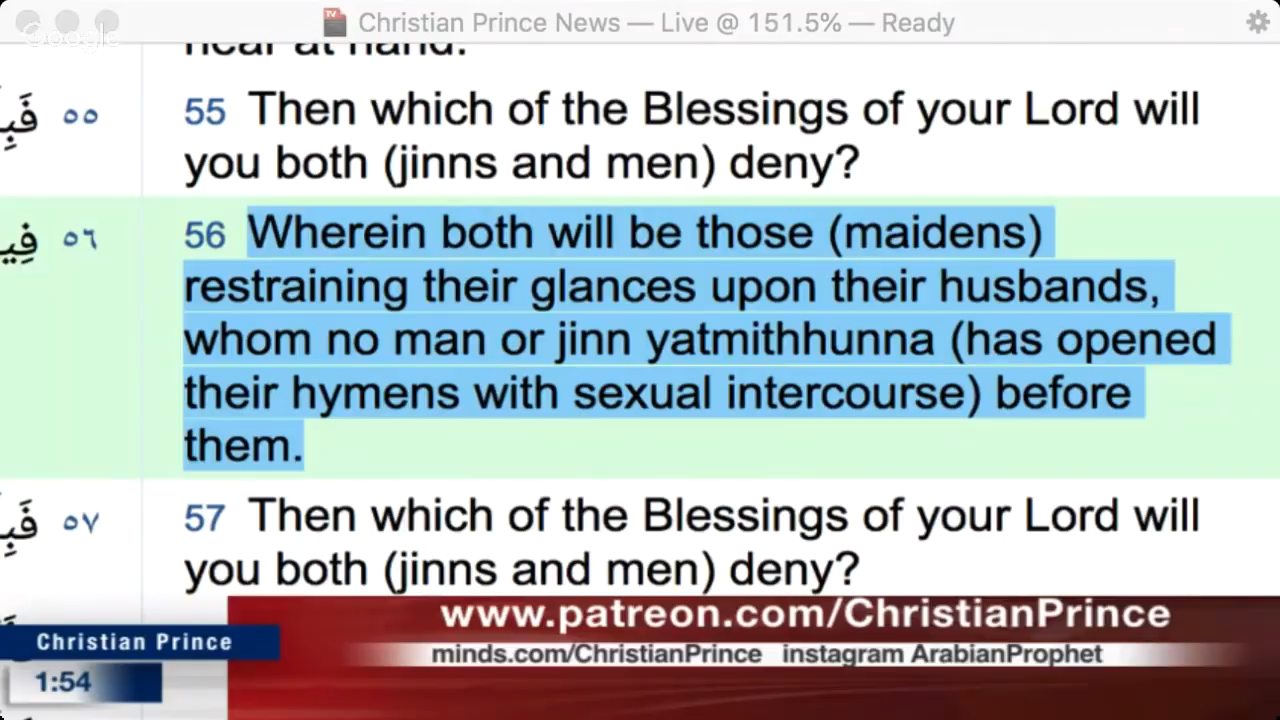 Christian Prince News — Live @ 151.5% — Ready
Google
near at hand.
٥٥ 55 Then which of the Blessings of your Lord will
you both (jinns and men) deny?
٥٦ 56 Wherein both will be those (maidens)
restraining their glances upon their husbands,
whom no man or jinn yatmithhunna (has opened
their hymens with sexual intercourse) before
them.
٥٧ 57 Then which of the Blessings of your Lord will
you both (jinns and men) deny?
www.patreon.com/ChristianPrince
Christian Prince
minds.com/ChristianPrince instagram ArabianProphet
1:54